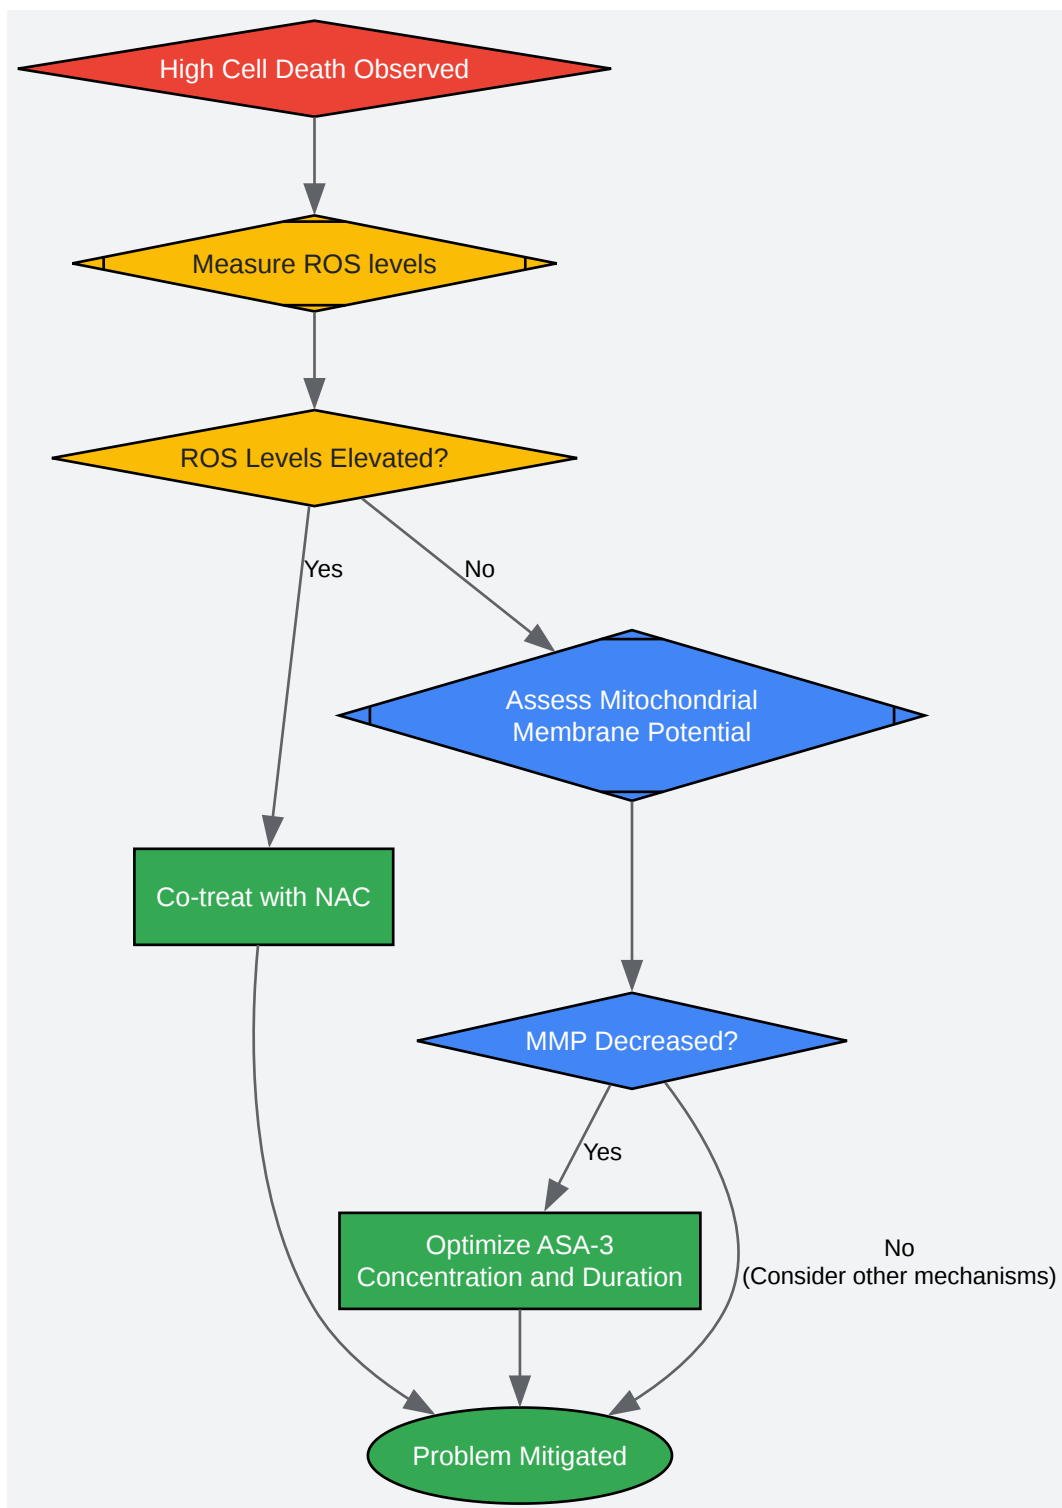 High Cell Death Observed
Measure ROS levels
ROS Levels Elevated?
Yes
No
Assess Mitochondrial
Membrane Potential
Co-treat with NAC
MMP Decreased?
Yes
Optimize ASA-3
Concentration and Duration
No
(Consider other mechanisms)
Problem Mitigated